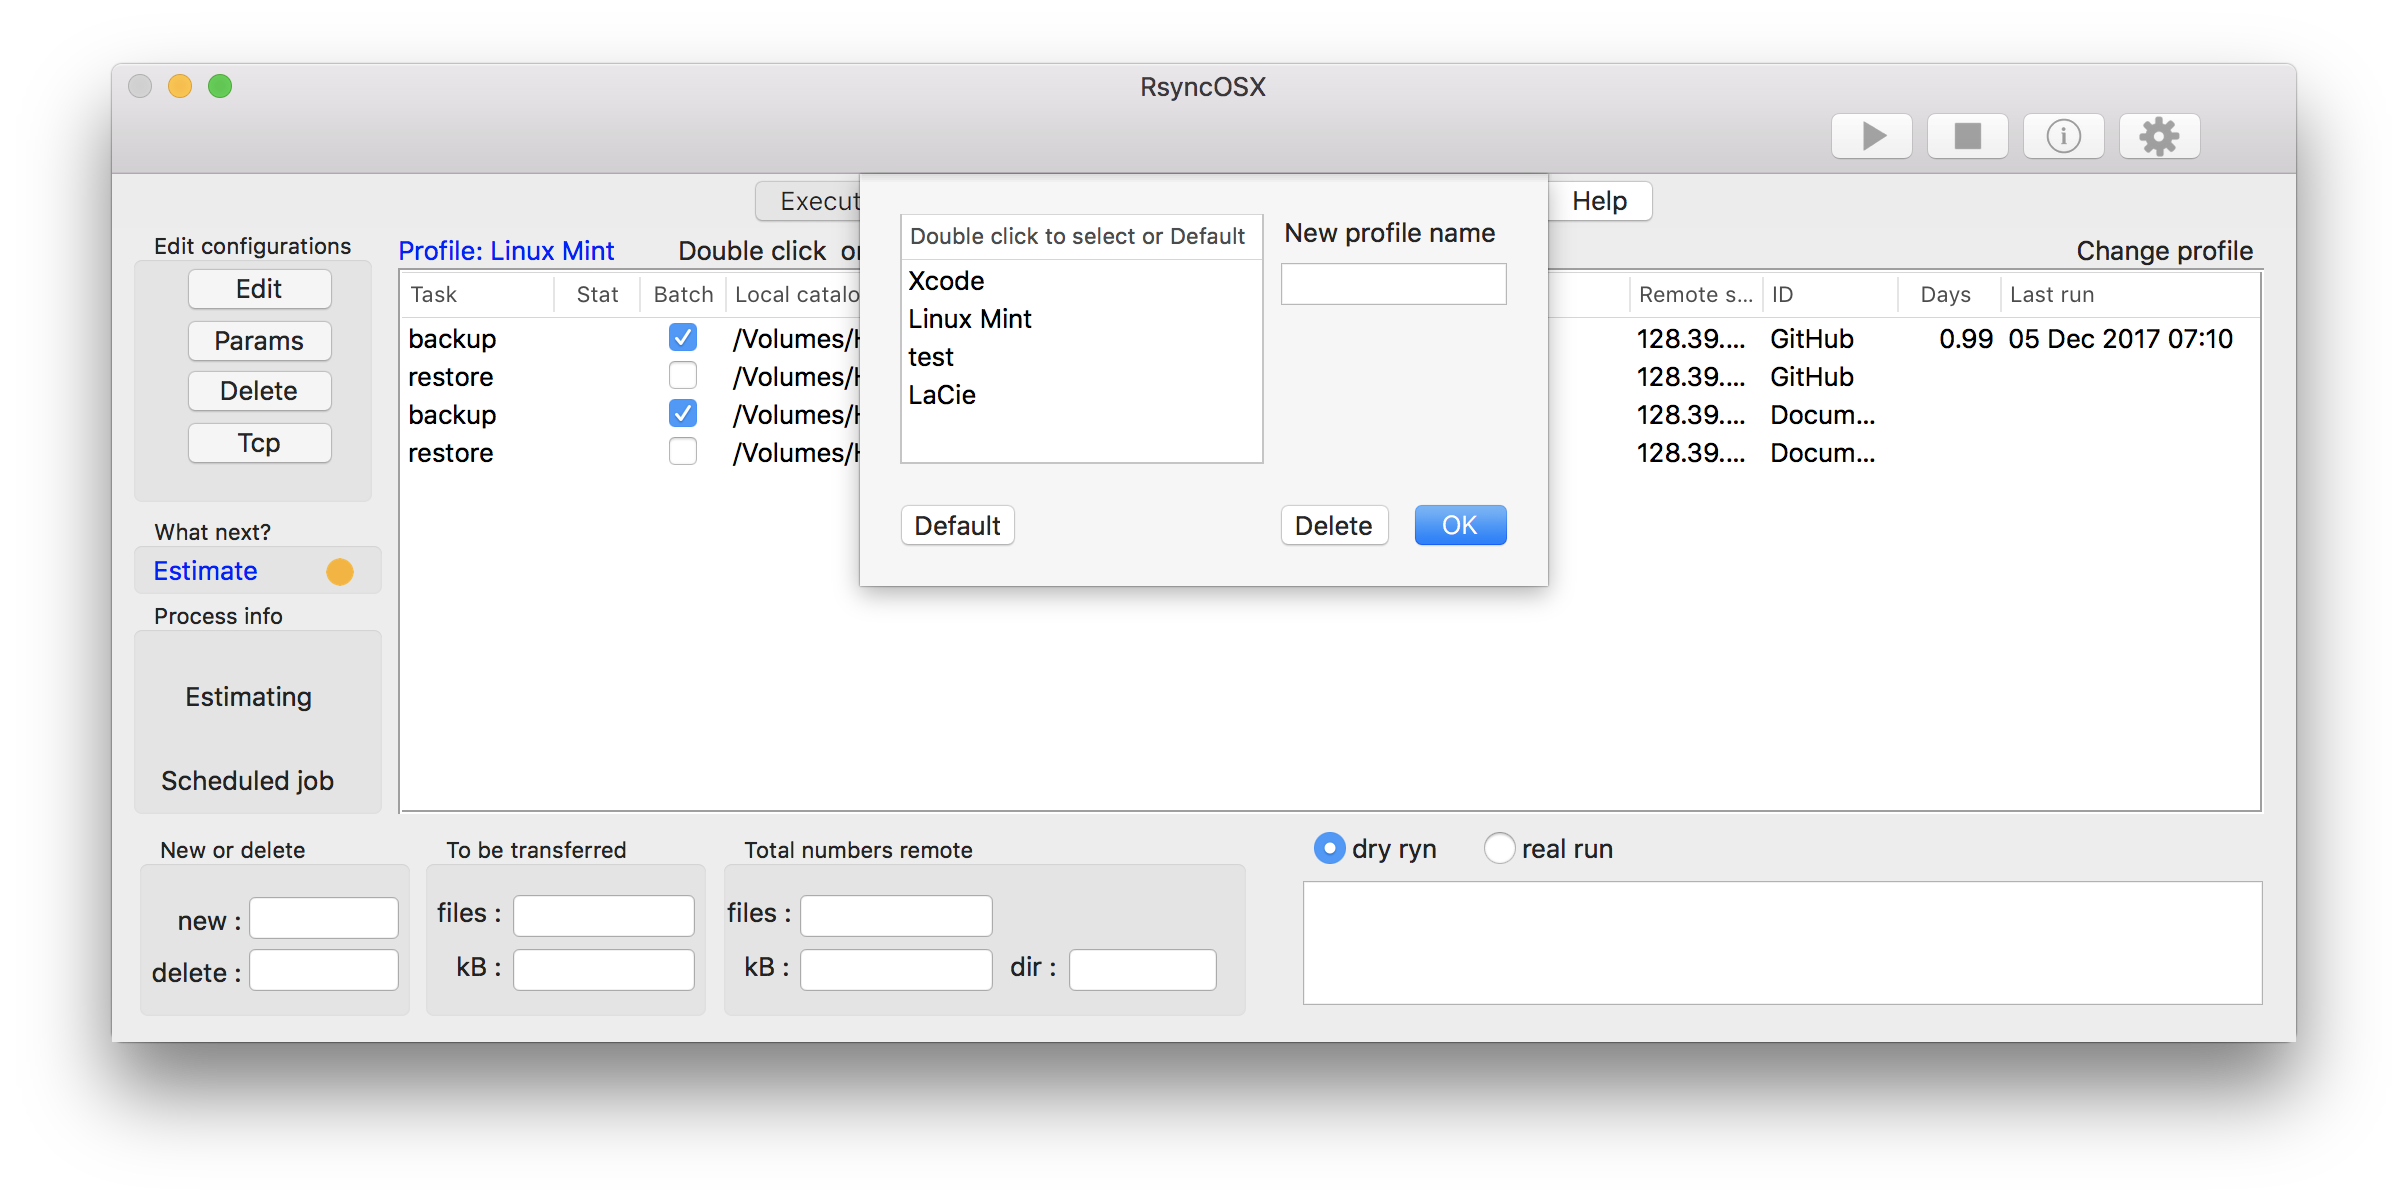 RsyncOSX
Execut
Help
Edit configurations
Profile: Linux Mint
Double click or
Change profile
Edit
Params
Delete
Tcp
Task Stat Batch Local catalo Remote s... ID Days Last run
backup /Volumes/H 128.39.... GitHub 0.99 05 Dec 2017 07:10
restore /Volumes/H 128.39.... GitHub
backup /Volumes/H 128.39.... Docum...
restore /Volumes/H 128.39.... Docum...
Double click to select or Default
Xcode
Linux Mint
test
LaCie
New profile name
Default
Delete
OK
What next?
Estimate
Process info
Estimating
Scheduled job
New or delete
new :
delete :
To be transferred
files :
kB :
Total numbers remote
files :
kB :
dir :
dry ryn
real run